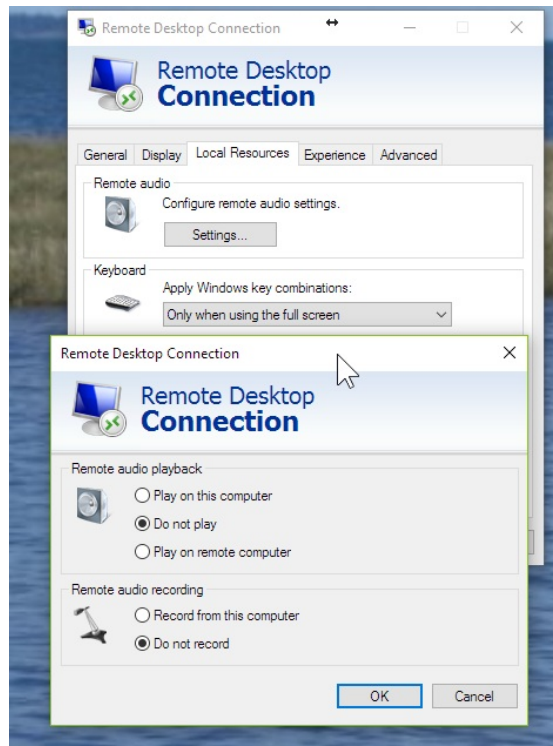 Remote Desktop Connection
Remote Desktop
Connection
General Display Local Resources Experience Advanced
Remote audio
Configure remote audio settings.
Settings...
Keyboard
Apply Windows key combinations:
Only when using the full screen
Remote Desktop Connection
Remote Desktop
Connection
Remote audio playback
Play on this computer
Do not play
Play on remote computer
Remote audio recording
Record from this computer
Do not record
OK Cancel